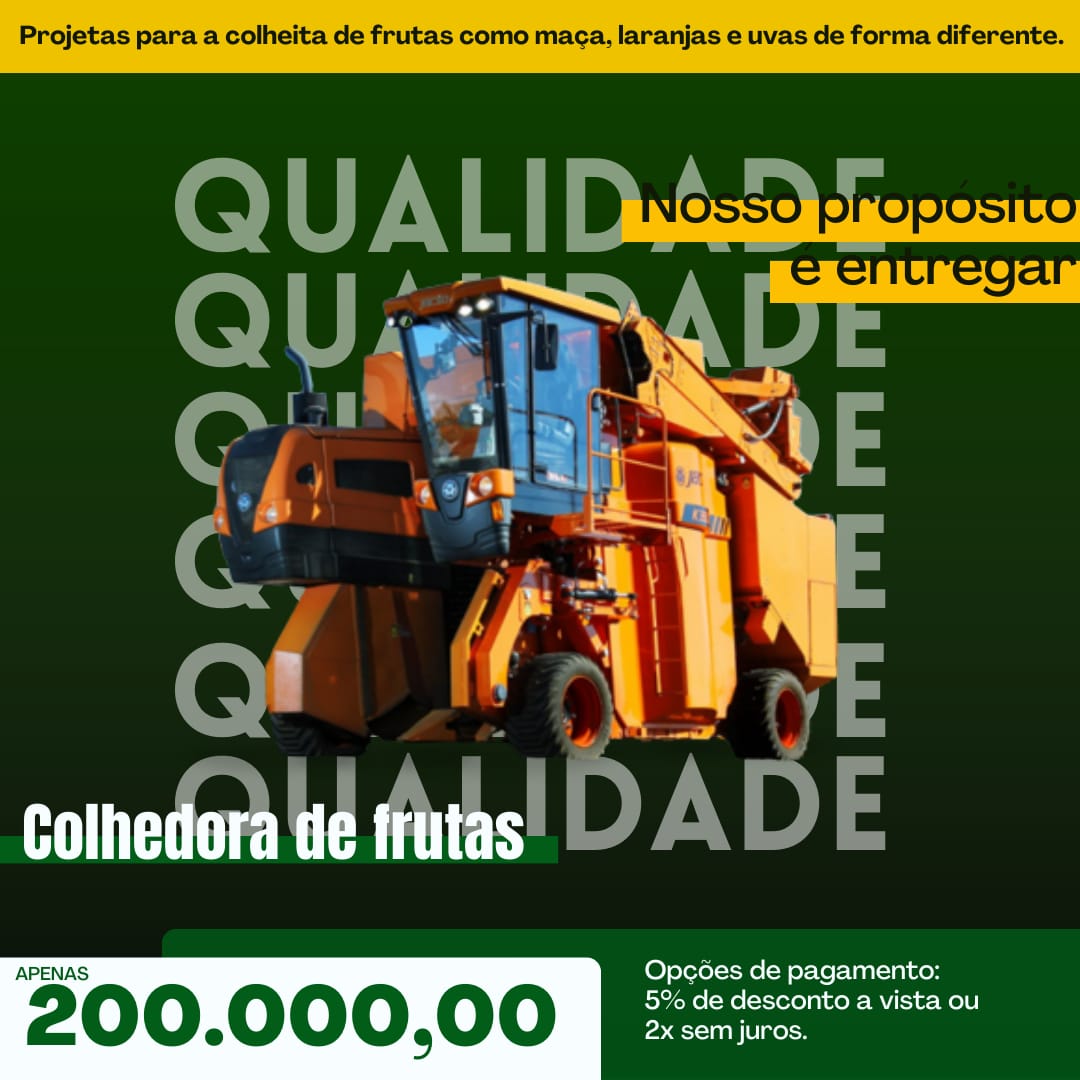 Projetas para a colheita de frutas como maça, laranjas e uvas de forma diferente.
QUALIDADE
Nosso propósito
é entregar
QUALIDADE
QUALIDADE
Colhedora de frutas
APENAS
200.000,00
Opções de pagamento:
5% de desconto a vista ou
2x sem juros.